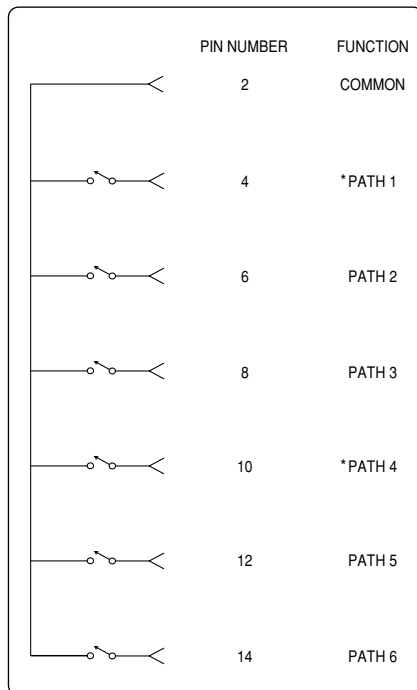 PIN NUMBER FUNCTION
2 COMMON
4 *PATH 1
6 PATH 2
8 PATH 3
10 *PATH 4
12 PATH 5
14 PATH 6